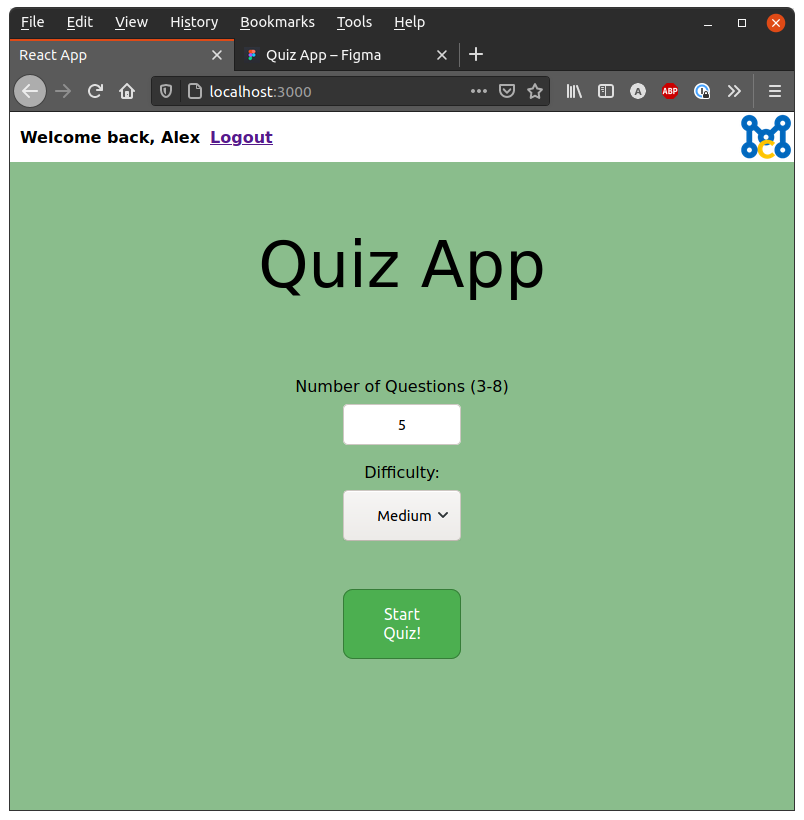 File Edit View History Bookmarks Tools Help
React App Quiz App – Figma
localhost:3000
A ABP
Welcome back, Alex Logout
MC
Quiz App
Number of Questions (3-8)
5
Difficulty:
Medium
Start
Quiz!